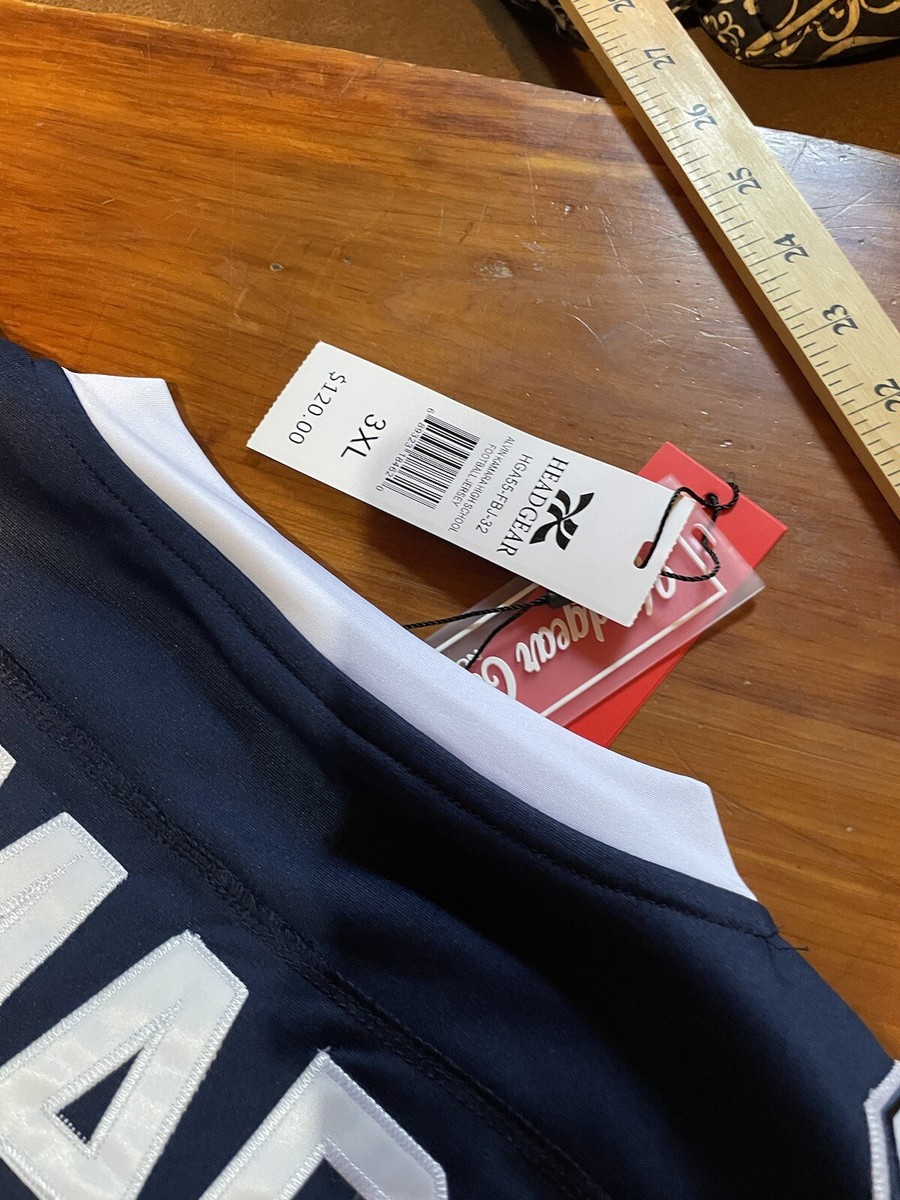 HEADGEAR
HGA55-FBJ-32
ALVIN KAMARA HIGH SCHOOL
FOOTBALL JERSEY
3XL
$120.00
22
23
24
25
26
27
MAR